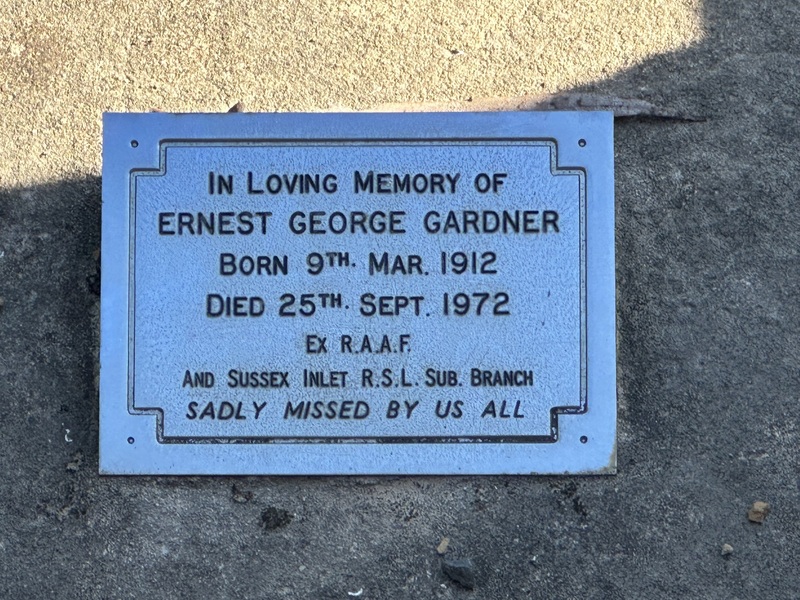 In Loving Memory of
ERNEST GEORGE GARDNER
Born 9th. Mar. 1912
Died 25th. Sept. 1972
Ex R.A.A.F.
And Sussex Inlet R.S.L. Sub. Branch
SADLY MISSED BY US ALL